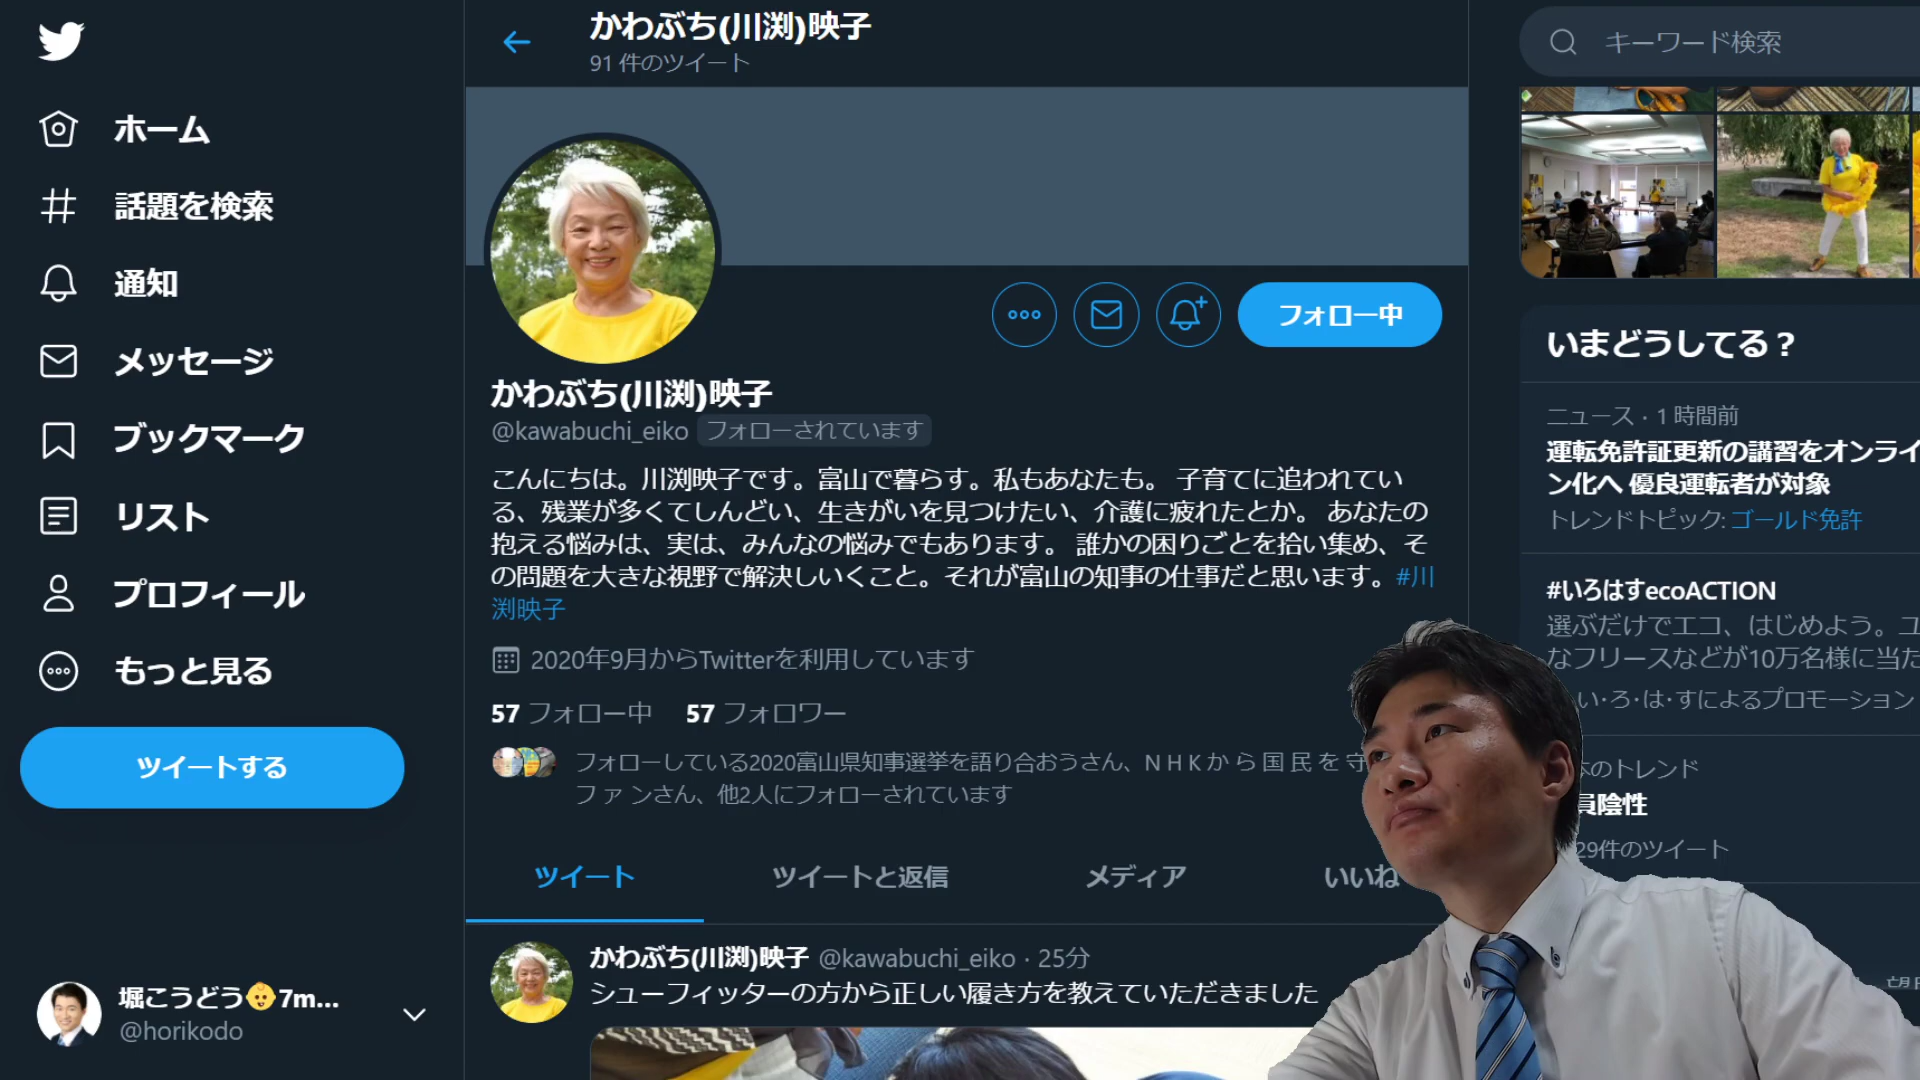 ホーム
話題を検索
通知
メッセージ
ブックマーク
リスト
プロフィール
もっと見る
ツイートする
堀こうどう👶7m...
@horikodo
かわぶち(川渕)映子
91 件のツイート
フォロー中
かわぶち(川渕)映子
@kawabuchi_eiko フォローされています
こんにちは。川渕映子です。富山で暮らす。私もあなたも。 子育てに追われてい
る、残業が多くてしんどい、生きがいを見つけたい、介護に疲れたとか。 あなたの
抱える悩みは、実は、みんなの悩みでもあります。 誰かの困りごとを拾い集め、そ
の問題を大きな視野で解決しいくこと。それが富山の知事の仕事だと思います。#川
渕映子
2020年9月からTwitterを利用しています
57 フォロー中 57 フォロワー
フォローしている2020富山県知事選挙を語り合おうさん、N H K か ら 国 民 を 守
フ ァ ンさん、他2人にフォローされています
ツイート ツイートと返信 メディア いいね
かわぶち(川渕)映子 @kawabuchi_eiko · 25分
シューフィッターの方から正しい履き方を教えていただきました
キーワード検索
いまどうしてる？
ニュース · 1 時間前
運転免許証更新の講習をオンライ
ン化へ 優良運転者が対象
トレンドトピック: ゴールド免許
#いろはすecoACTION
選ぶだけでエコ、はじめよう。ユ
なフリースなどが10万名様に当た
い･ろ･は･すによるプロモーション
のトレンド
員陰性
29件のツイート